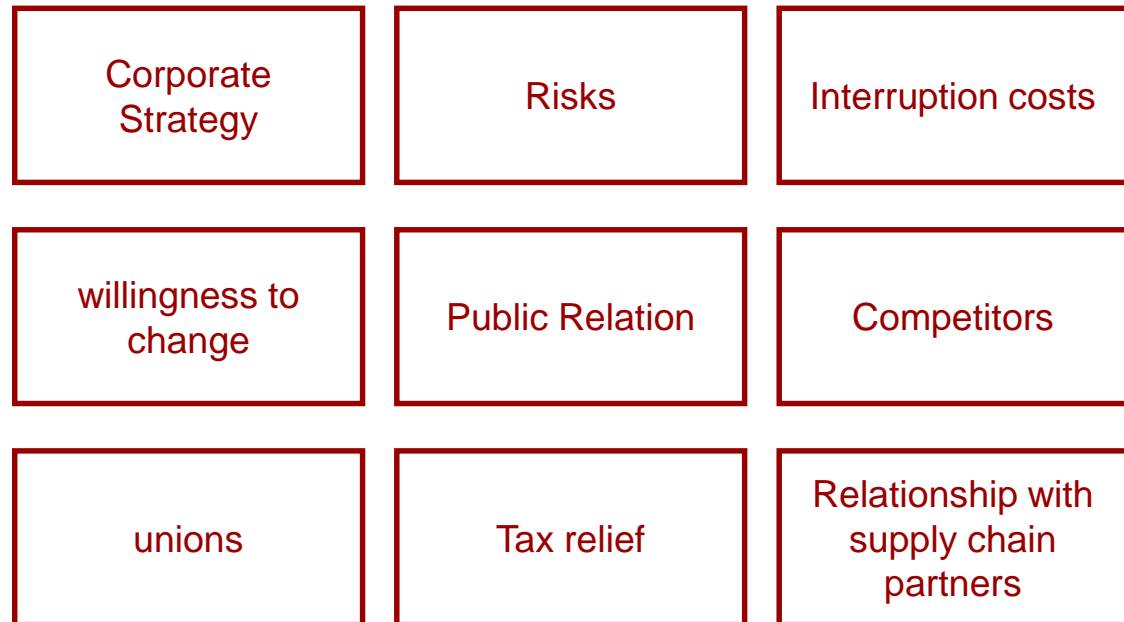 Corporate
Strategy
Risks
Interruption costs
willingness to
change
Public Relation
Competitors
unions
Tax relief
Relationship with
supply chain
partners